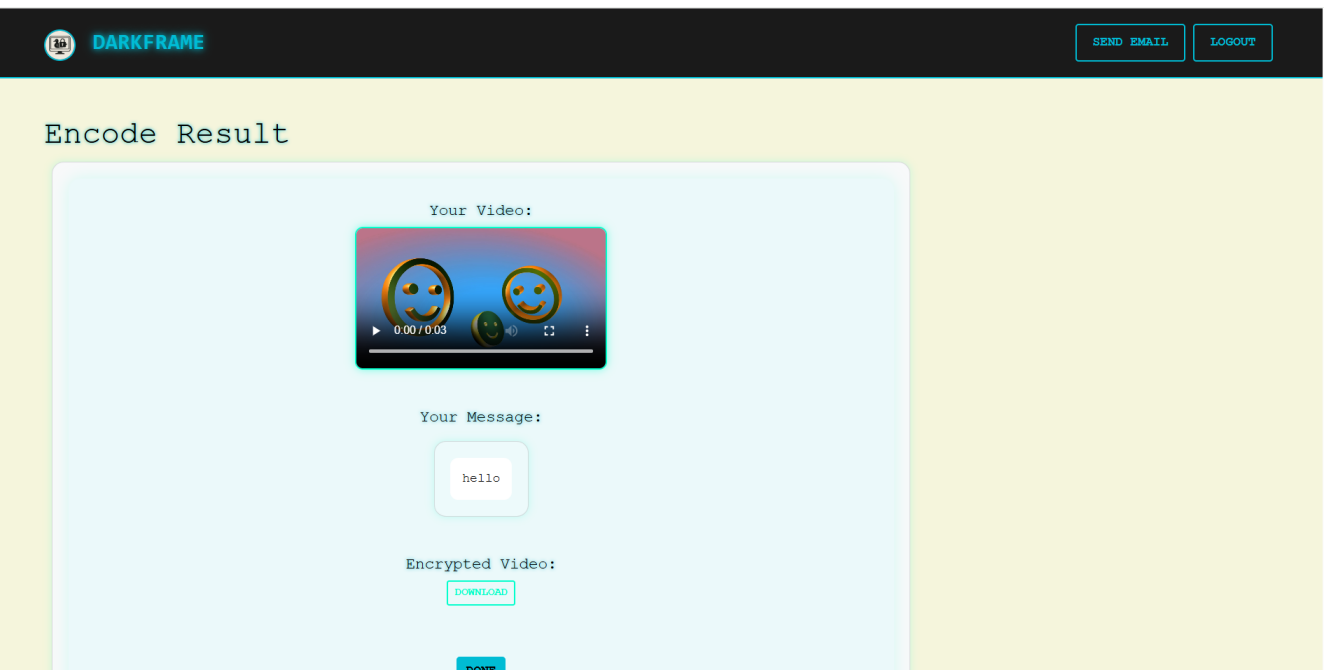 DARKFRAME
SEND EMAIL
LOGOUT
Encode Result
Your Video:
0:00 / 0:03
Your Message:
hello
Encrypted Video:
DOWNLOAD
DONE